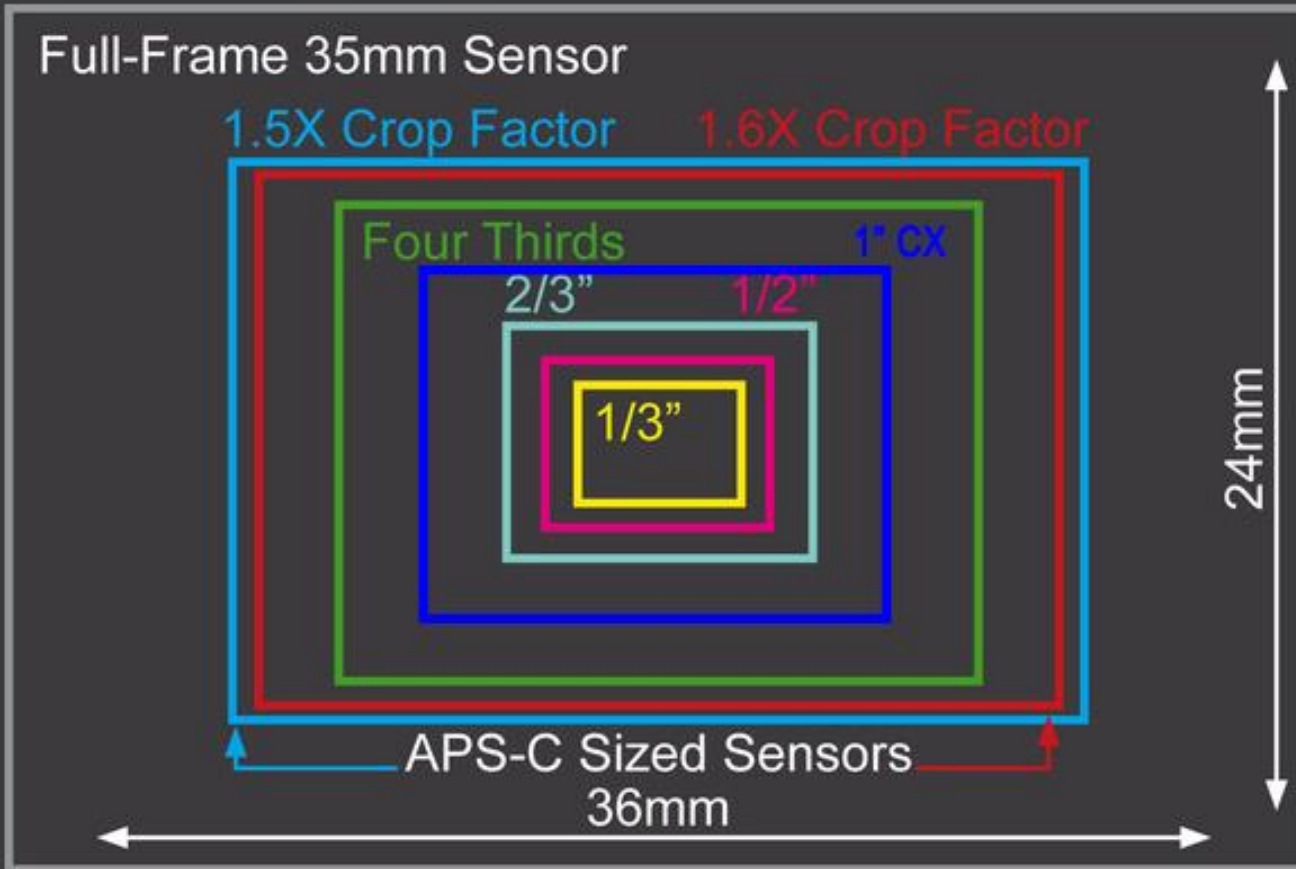 Full-Frame 35mm Sensor
1.5X Crop Factor
1.6X Crop Factor
Four Thirds
1" CX
2/3”
1/2”
1/3”
24mm
APS-C Sized Sensors
36mm